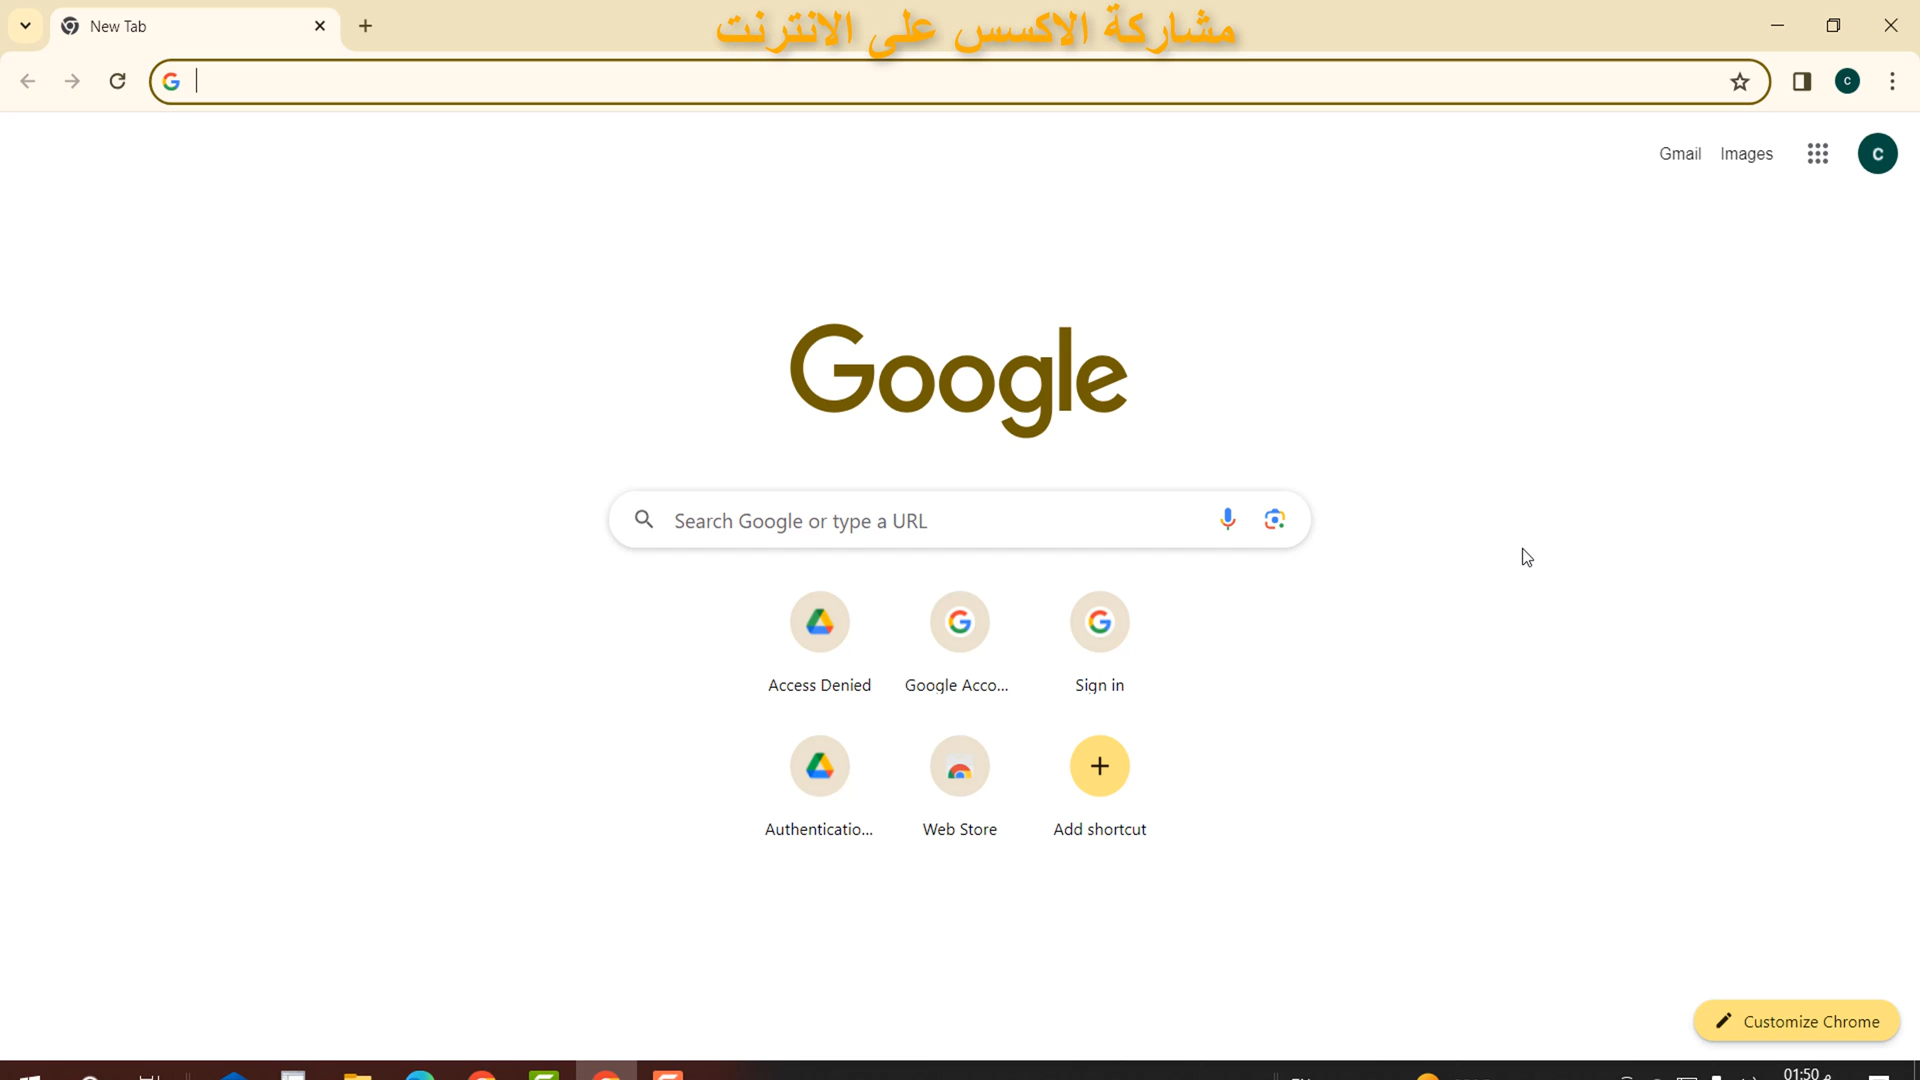 New Tab
مشاركة الاكسس على الانترنت
Gmail
Images
c
c
Google
Search Google or type a URL
Access Denied
Google Acco...
Sign in
Authenticatio...
Web Store
Add shortcut
Customize Chrome
01:50